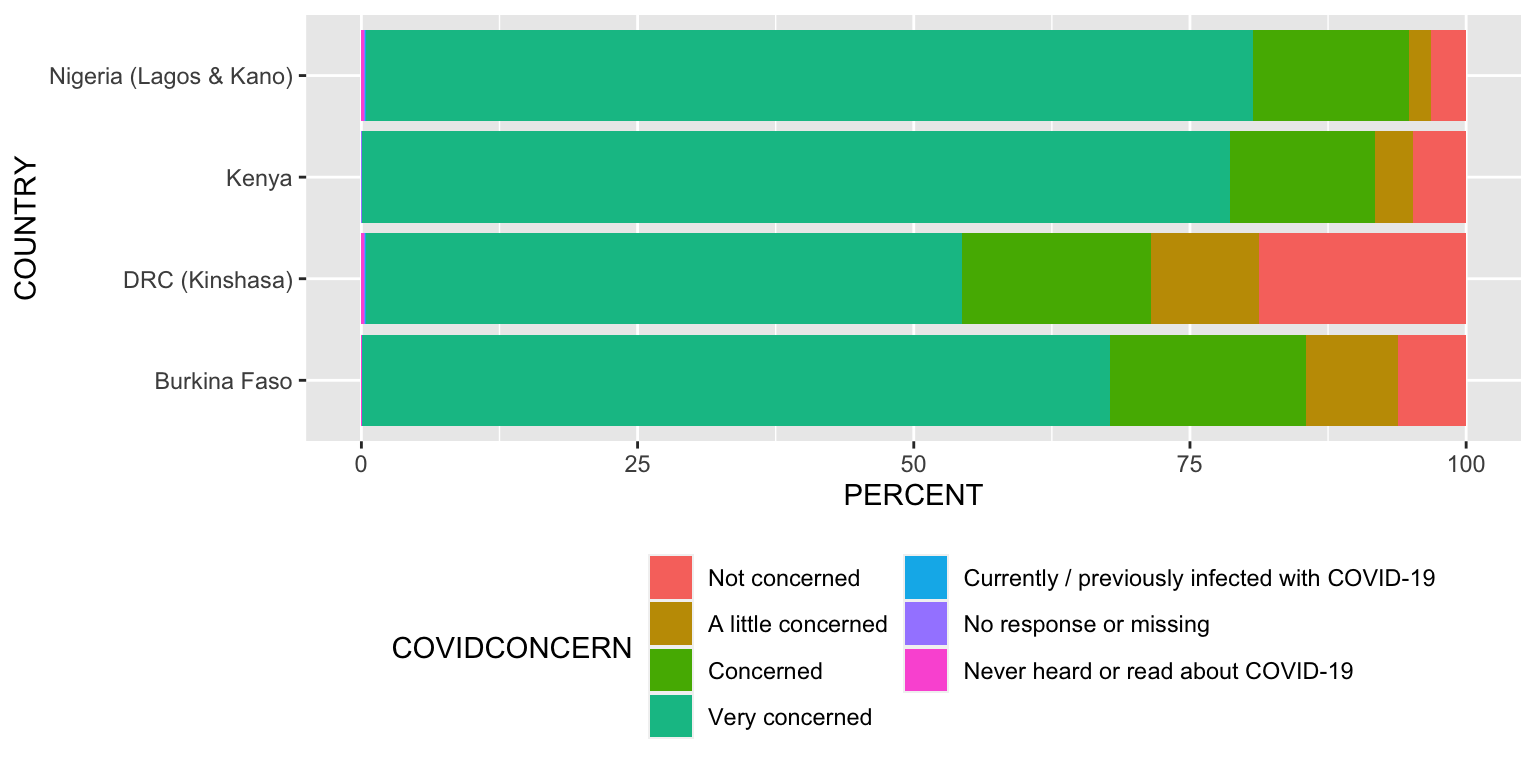 COUNTRY
Nigeria (Lagos & Kano)
Kenya
DRC (Kinshasa)
Burkina Faso
0 25 50 75 100
PERCENT
COVIDCONCERN
Not concerned
A little concerned
Concerned
Very concerned
Currently / previously infected with COVID-19
No response or missing
Never heard or read about COVID-19